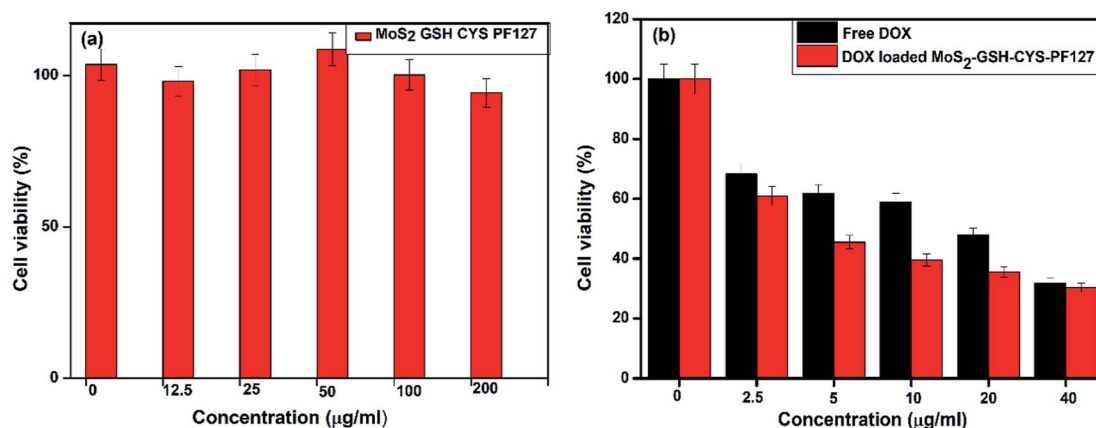 (a)
MoS2 GSH CYS PF127
Cell viability (%)
100
50
0
0 12.5 25 50 100 200
Concentration (μg/ml)
(b)
Free DOX
DOX loaded MoS2-GSH-CYS-PF127
Cell viability (%)
120
100
80
60
40
20
0
0 2.5 5 10 20 40
Concentration (μg/ml)